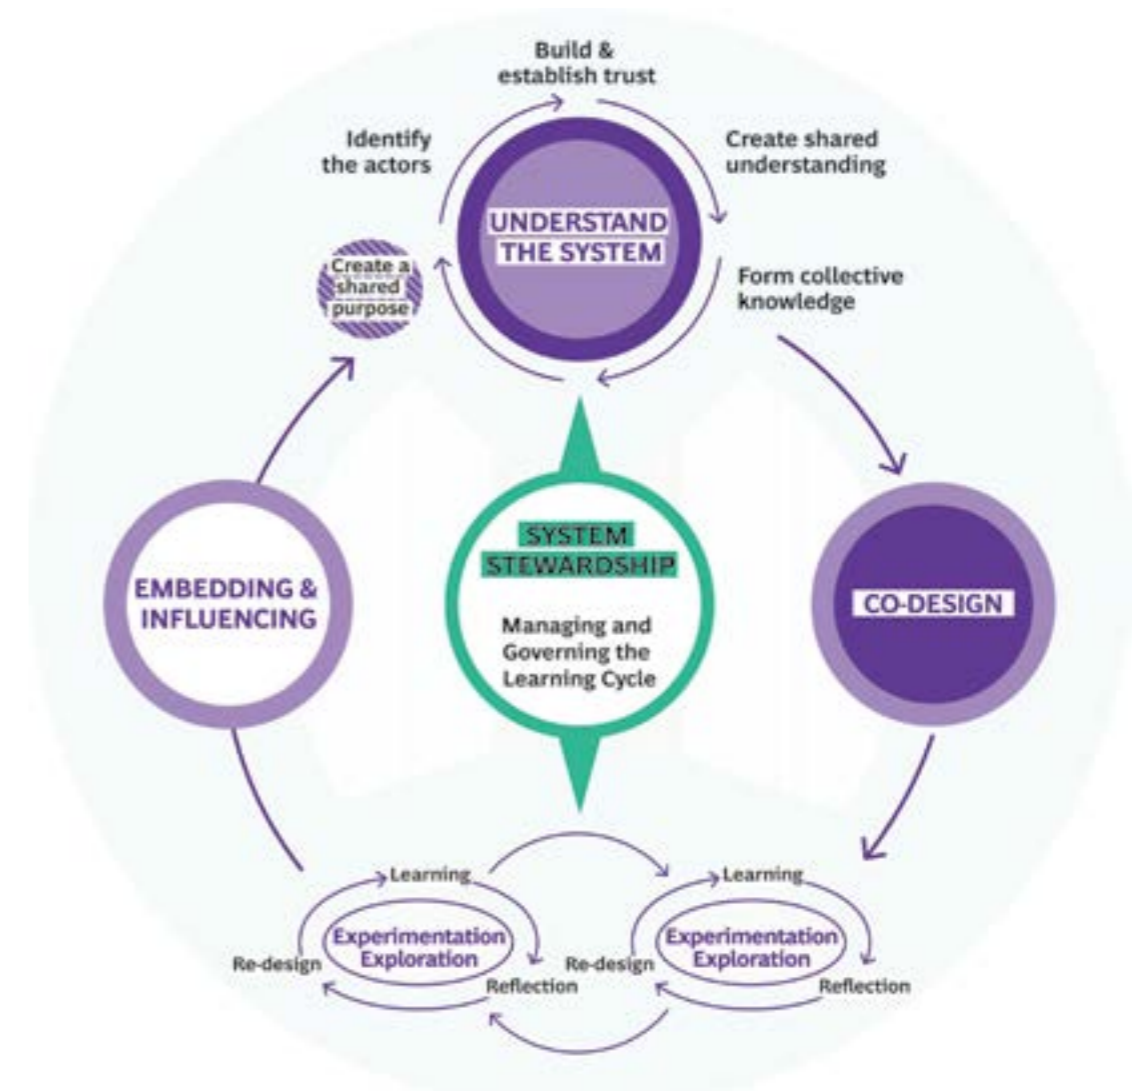 Build &
establish trust
Identify
the actors
Create shared
understanding
UNDERSTAND
THE SYSTEM
Create a
shared
purpose
Form collective
knowledge
SYSTEM
STEWARDSHIP
Managing and
Governing the
Learning Cycle
EMBEDDING &
INFLUENCING
CO-DESIGN
Learning
Experimentation
Exploration
Re-design
Reflection
Learning
Experimentation
Exploration
Re-design
Reflection